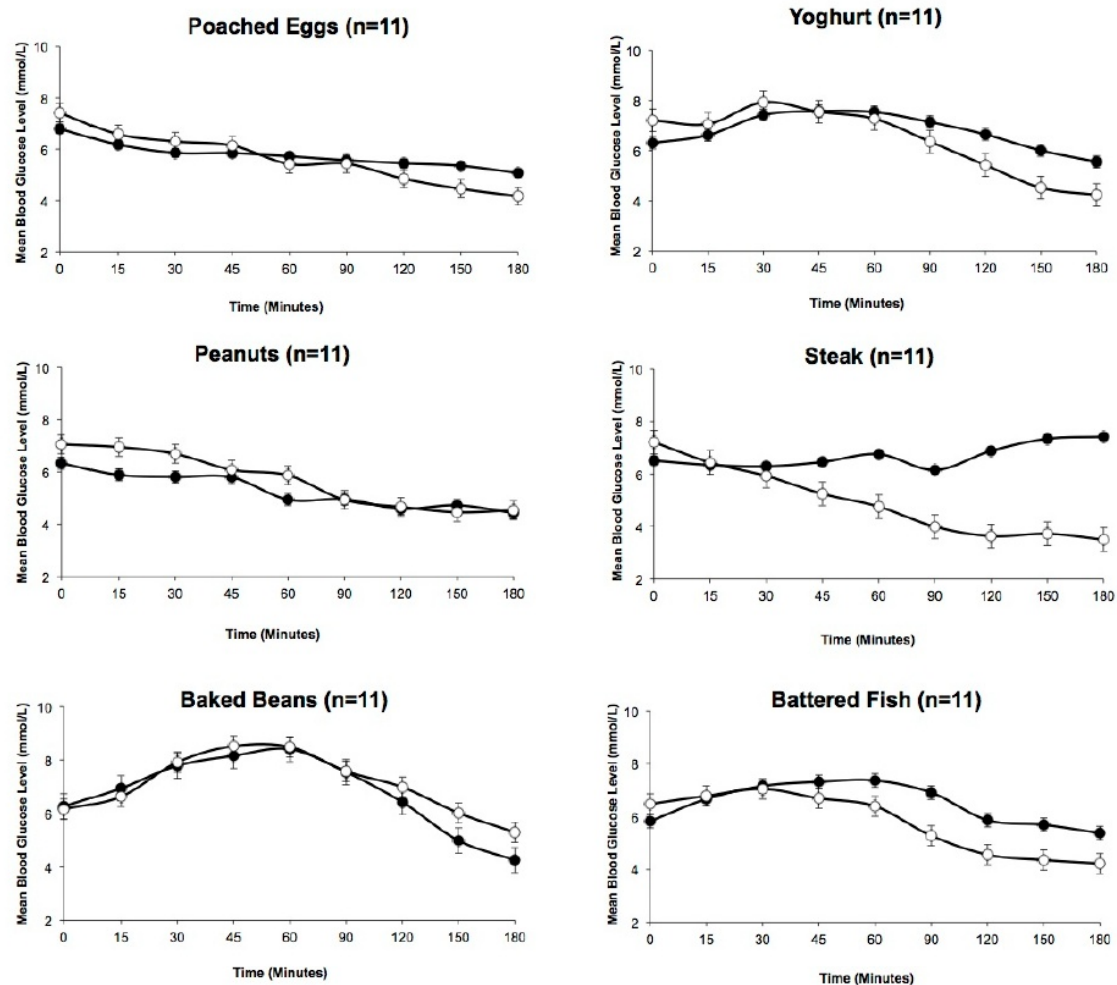 Poached Eggs (n=11)
Mean Blood Glucose Level (mmol/L)
10
8
6
4
2
0 15 30 45 60 90 120 150 180
Time (Minutes)
Yoghurt (n=11)
Mean Blood Glucose Level (mmol/L)
10
8
6
4
2
0 15 30 45 60 90 120 150 180
Time (Minutes)
Peanuts (n=11)
Mean Blood Glucose Level (mmol/L)
10
8
6
4
2
0 15 30 45 60 90 120 150 180
Time (Minutes)
Steak (n=11)
Mean Blood Glucose Level (mmol/L)
10
8
6
4
2
0 15 30 45 60 90 120 150 180
Time (Minutes)
Baked Beans (n=11)
Mean Blood Glucose Level (mmol/L)
10
8
6
4
2
0 15 30 45 60 90 120 150 180
Time (Minutes)
Battered Fish (n=11)
Mean Blood Glucose Level (mmol/L)
10
8
6
4
2
0 15 30 45 60 90 120 150 180
Time (Minutes)